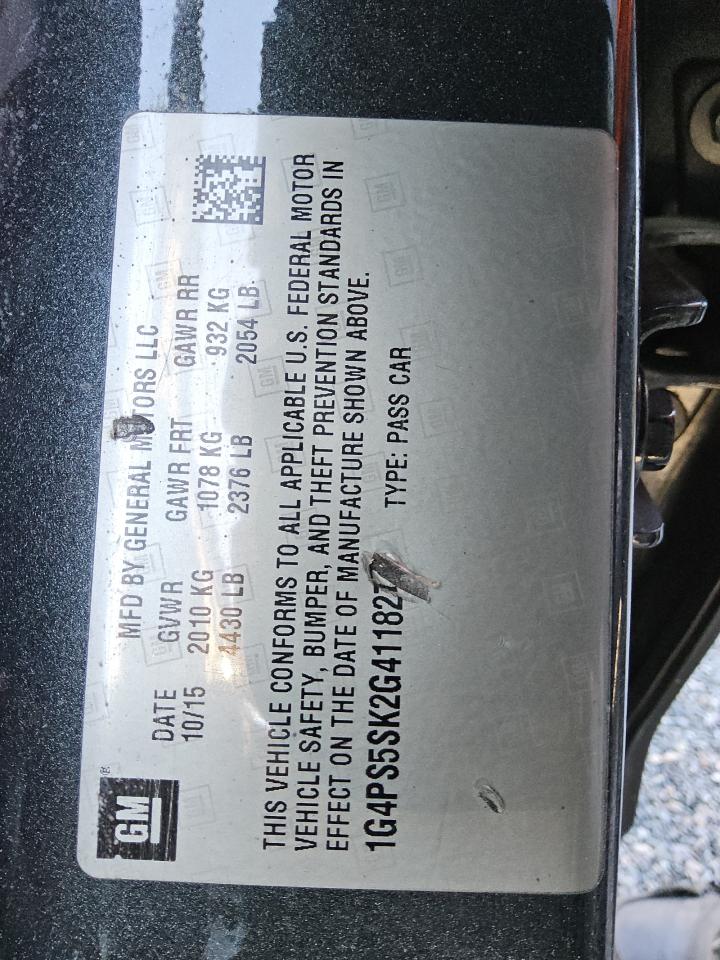 GM
MFD BY GENERAL MOTORS LLC
DATE GVWR GAWR FRT GAWR RR
10/15 2010 KG 1078 KG 932 KG
4430 LB 2376 LB 2054 LB
THIS VEHICLE CONFORMS TO ALL APPLICABLE U.S. FEDERAL MOTOR
VEHICLE SAFETY, BUMPER, AND THEFT PREVENTION STANDARDS IN
EFFECT ON THE DATE OF MANUFACTURE SHOWN ABOVE.
1G4PS5SK2G41182 TYPE: PASS CAR